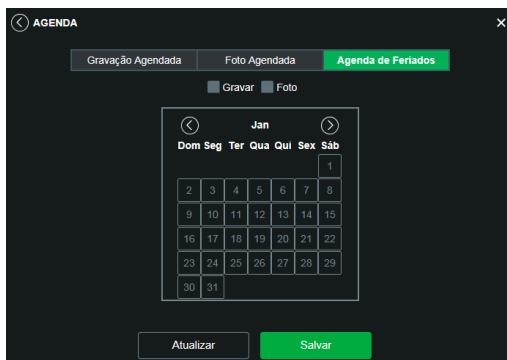 AGENDA
Gravação Agendada Foto Agendada Agenda de Feriados
Gravar Foto
Jan
Dom Seg Ter Qua Qui Sex Sáb
1
2 3 4 5 6 7 8
9 10 11 12 13 14 15
16 17 18 19 20 21 22
23 24 25 26 27 28 29
30 31
Atualizar Salvar